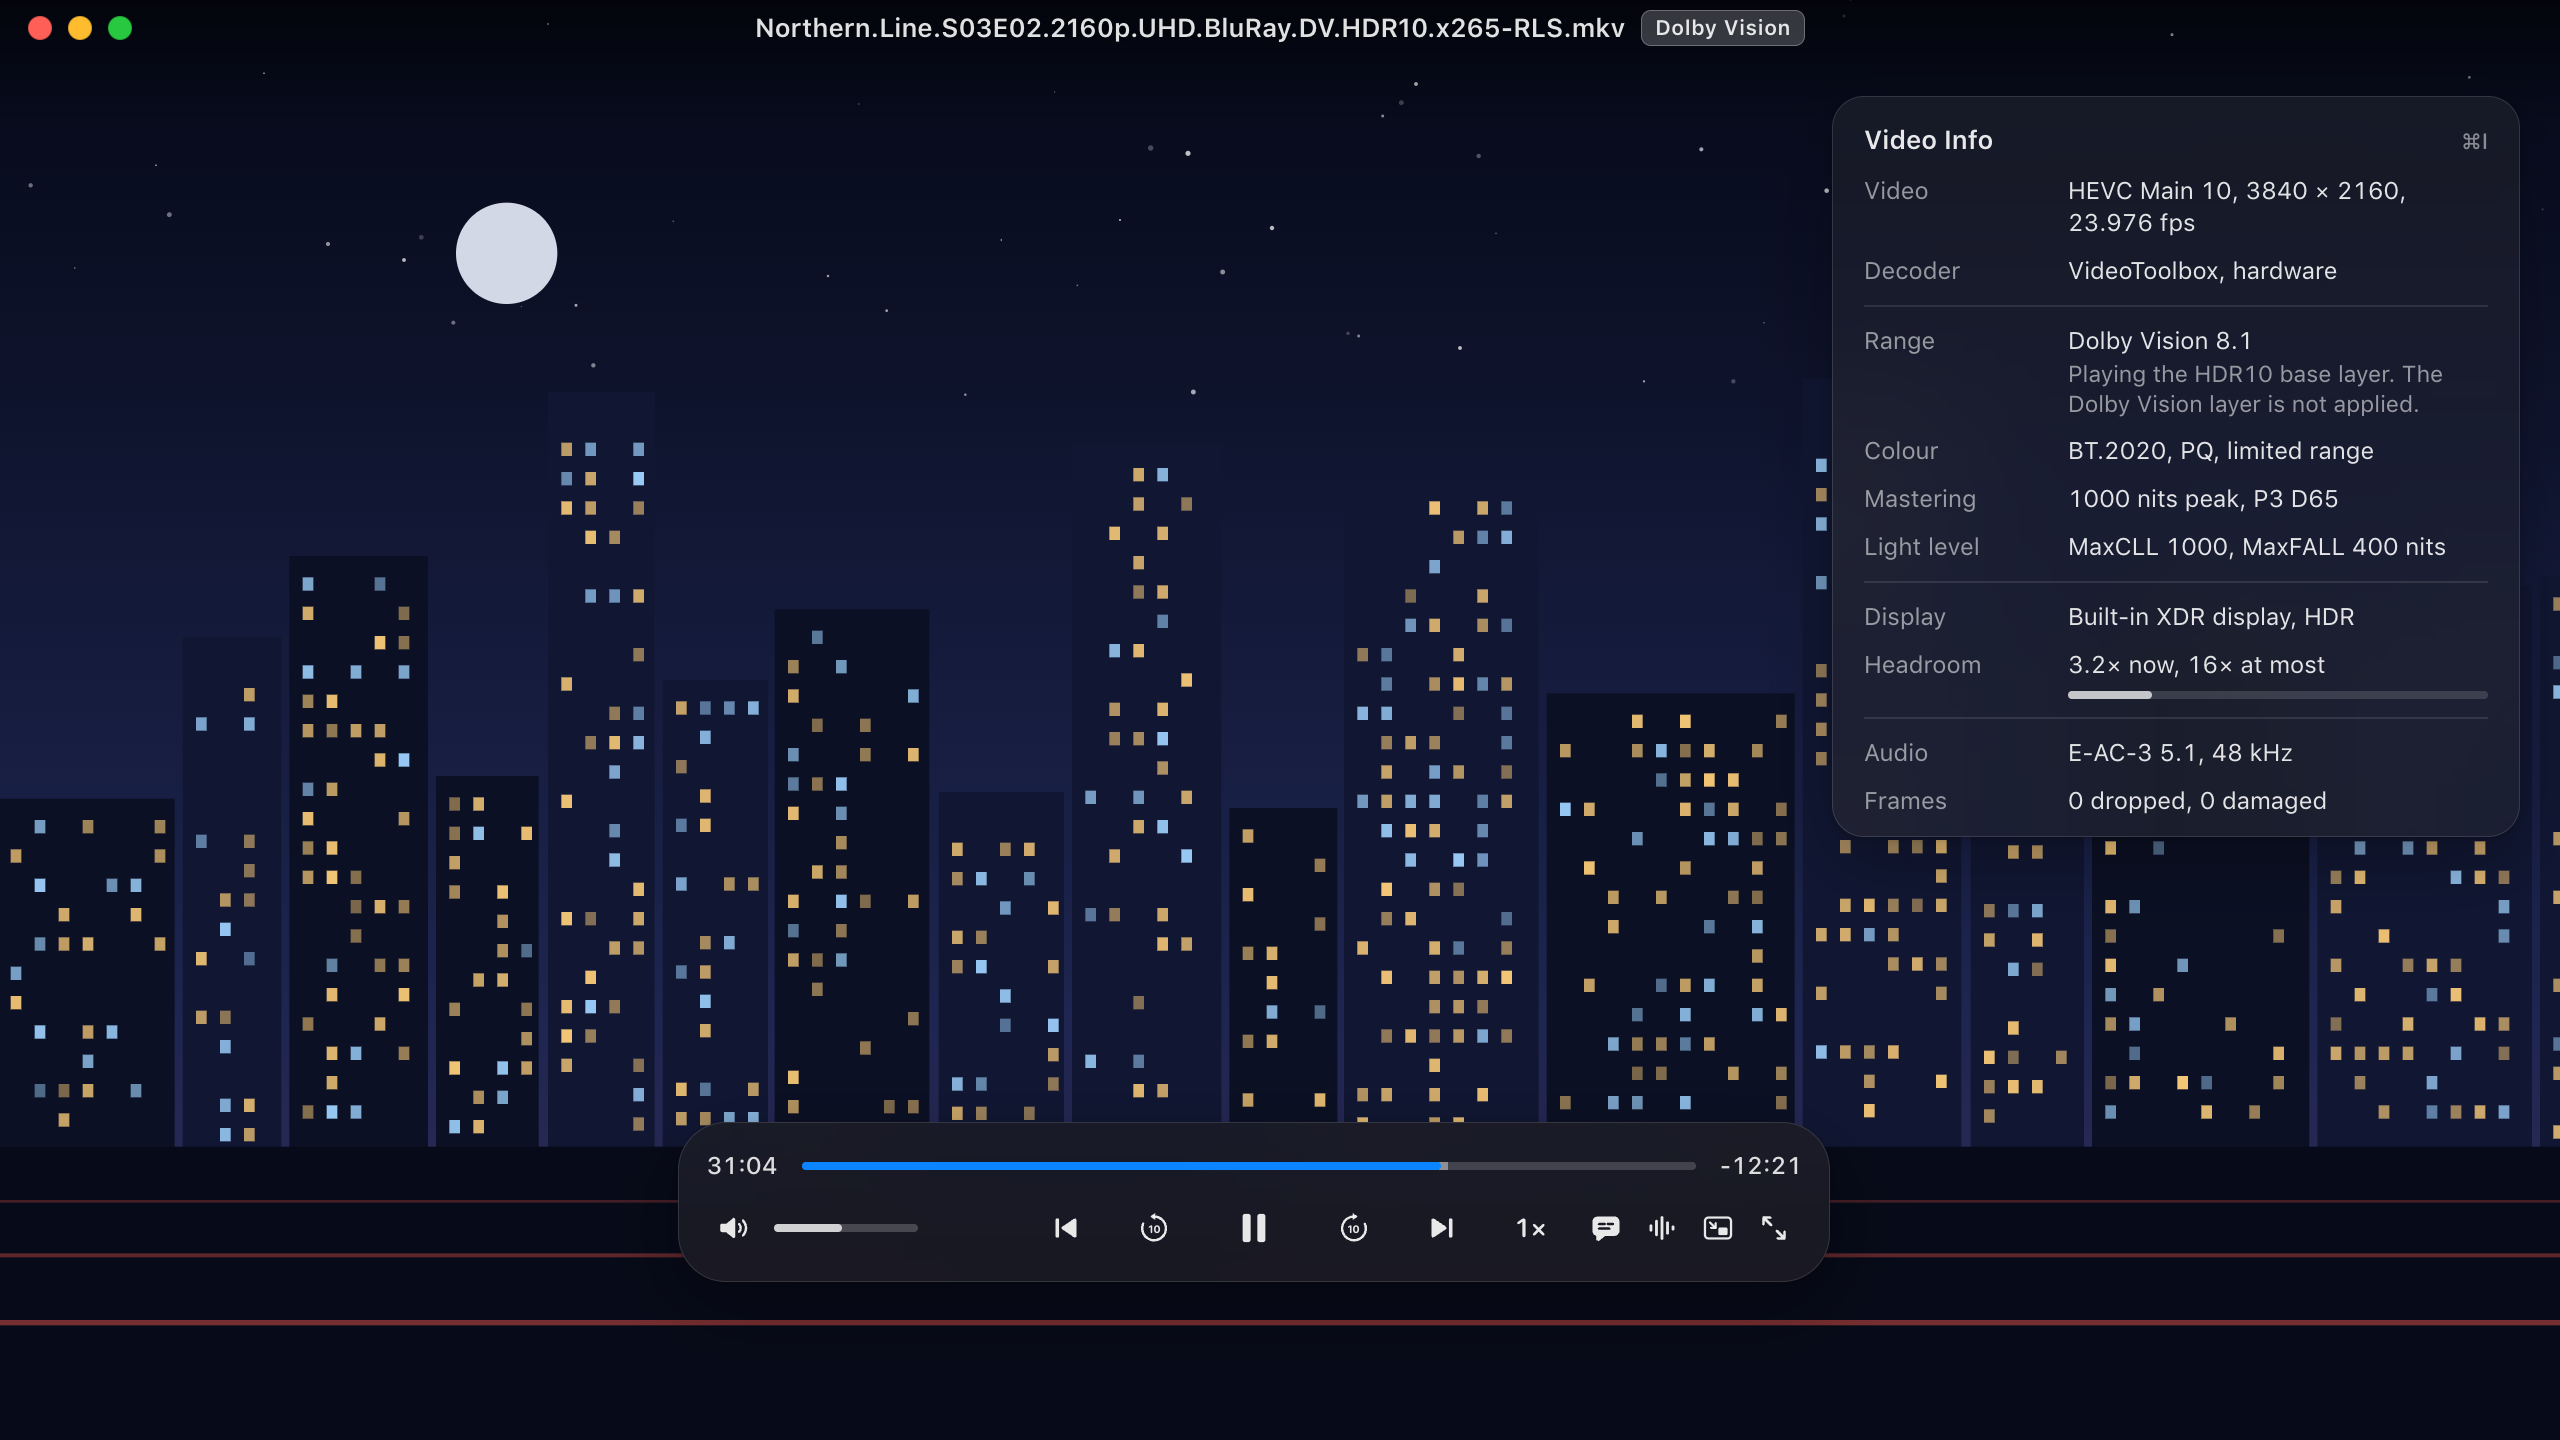 Northern.Line.S03E02.2160p.UHD.BluRay.DV.HDR10.x265-RLS.mkv Dolby Vision
Video Info ⌘I
Video HEVC Main 10, 3840 × 2160,
23.976 fps
Decoder VideoToolbox, hardware
Range Dolby Vision 8.1
Playing the HDR10 base layer. The
Dolby Vision layer is not applied.
Colour BT.2020, PQ, limited range
Mastering 1000 nits peak, P3 D65
Light level MaxCLL 1000, MaxFALL 400 nits
Display Built-in XDR display, HDR
Headroom 3.2× now, 16× at most
Audio E-AC-3 5.1, 48 kHz
Frames 0 dropped, 0 damaged
31:04 -12:21
10 10 1×